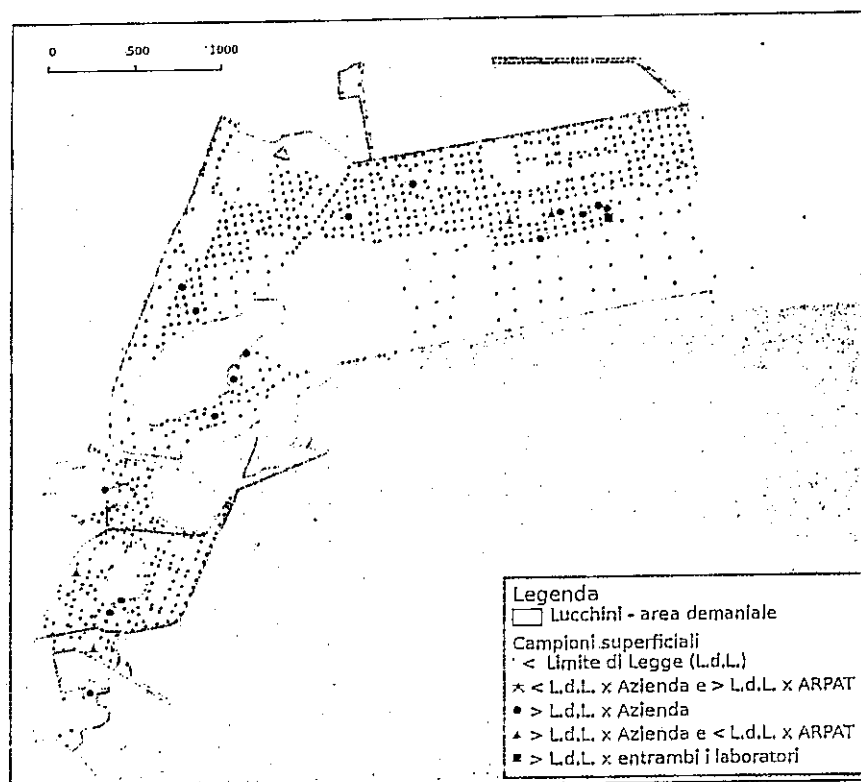 0 500 1000
Legenda
Lucchini - area demaniale
Campioni superficiali
< Limite di Legge (L.d.L.)
< L.d.L. x Azienda e > L.d.L. x ARPAT
> L.d.L. x Azienda
> L.d.L. x Azienda e < L.d.L. x ARPAT
> L.d.L. x entrambi i laboratori